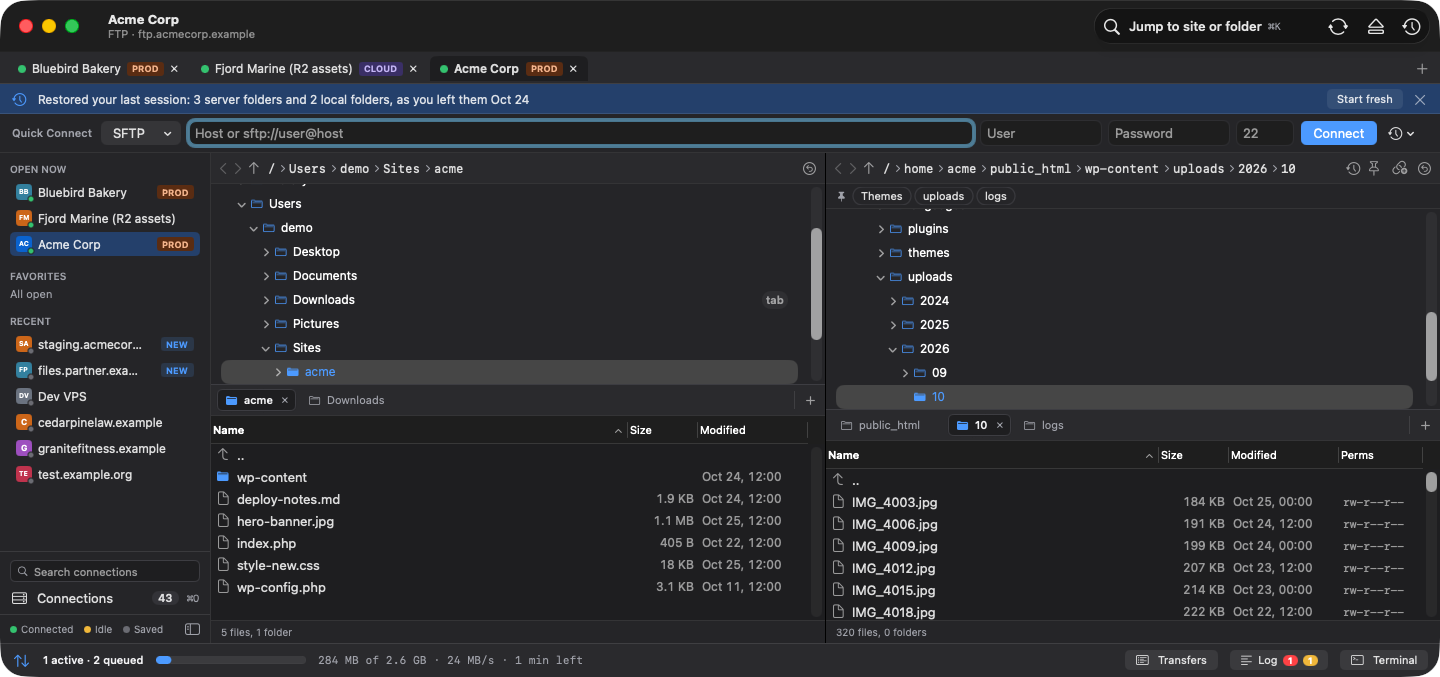 Acme Corp
FTP · ftp.acmecorp.example
Jump to site or folder ⌘K
Bluebird Bakery PROD
Fjord Marine (R2 assets) CLOUD
Acme Corp PROD
Restored your last session: 3 server folders and 2 local folders, as you left them Oct 24
Start fresh
Quick Connect SFTP Host or sftp://user@host User Password 22 Connect
OPEN NOW
BB Bluebird Bakery PROD
FM Fjord Marine (R2 assets)
AC Acme Corp PROD
FAVORITES
All open
RECENT
SA staging.acmecor... NEW
FP files.partner.exa... NEW
DV Dev VPS
C cedarpinelaw.example
G granitefitness.example
TE test.example.org
Search connections
Connections 43 ⌘0
Connected Idle Saved
/ › Users › demo › Sites › acme
Users
demo
Desktop
Documents
Downloads tab
Pictures
Sites
acme
acme Downloads
Name Size Modified
..
wp-content Oct 24, 12:00
deploy-notes.md 1.9 KB Oct 24, 12:00
hero-banner.jpg 1.1 MB Oct 25, 12:00
index.php 405 B Oct 22, 12:00
style-new.css 18 KB Oct 25, 12:00
wp-config.php 3.1 KB Oct 11, 12:00
5 files, 1 folder
/ › home › acme › public_html › wp-content › uploads › 2026 › 10
Themes uploads logs
plugins
themes
uploads
2024
2025
2026
09
10
public_html 10 logs
Name Size Modified Perms
..
IMG_4003.jpg 184 KB Oct 25, 00:00 rw-r--r--
IMG_4006.jpg 191 KB Oct 24, 12:00 rw-r--r--
IMG_4009.jpg 199 KB Oct 24, 00:00 rw-r--r--
IMG_4012.jpg 207 KB Oct 23, 12:00 rw-r--r--
IMG_4015.jpg 214 KB Oct 23, 00:00 rw-r--r--
IMG_4018.jpg 222 KB Oct 22, 12:00 rw-r--r--
320 files, 0 folders
1 active · 2 queued 284 MB of 2.6 GB · 24 MB/s · 1 min left
Transfers Log 1 1 Terminal